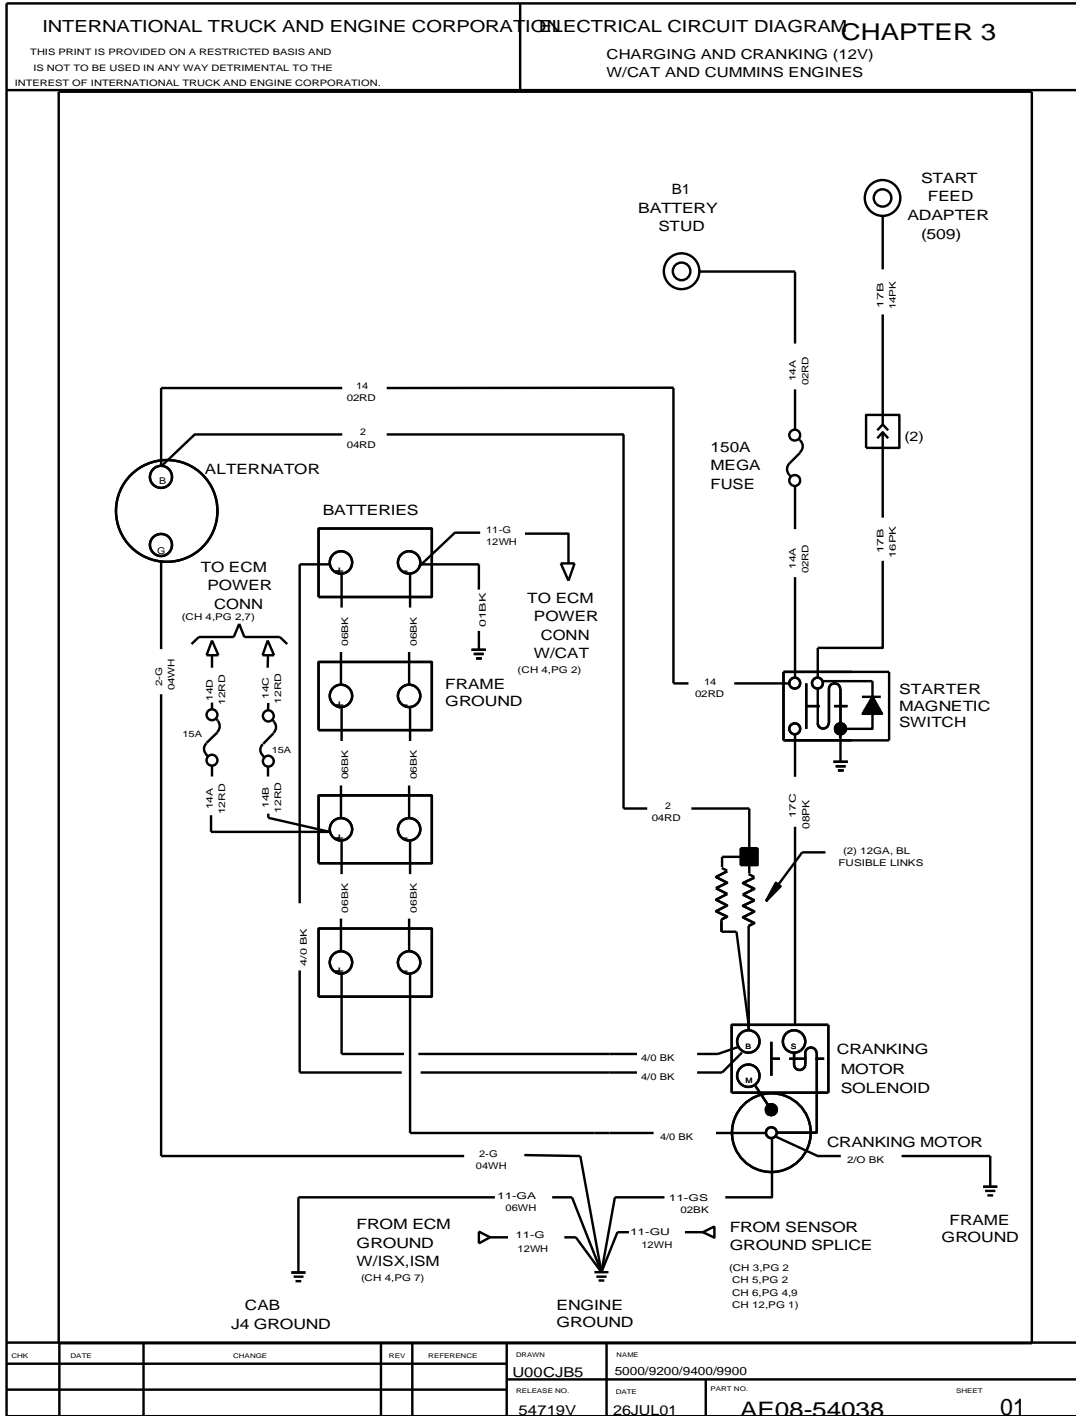 INTERNATIONAL TRUCK AND ENGINE CORPORATION
THIS PRINT IS PROVIDED ON A RESTRICTED BASIS AND
IS NOT TO BE USED IN ANY WAY DETRIMENTAL TO THE
INTEREST OF INTERNATIONAL TRUCK AND ENGINE CORPORATION.
ELECTRICAL CIRCUIT DIAGRAM
CHAPTER 3
CHARGING AND CRANKING (12V)
W/CAT AND CUMMINS ENGINES
B1
BATTERY
STUD
START
FEED
ADAPTER
(509)
17B
14PK
14A
02RD
14
02RD
2
04RD
150A
MEGA
FUSE
(2)
ALTERNATOR
B
G
BATTERIES
11-G
12WH
14A
02RD
17B
16PK
TO ECM
POWER
CONN
(CH 4,PG 2,7)
+
-
TO ECM
POWER
CONN
W/CAT
(CH 4,PG 2)
06BK
06BK
01BK
2-G
04WH
14D
12RD
14C
12RD
FRAME
GROUND
+
-
14
02RD
STARTER
MAGNETIC
SWITCH
15A
15A
06BK
06BK
14A
12RD
14B
12RD
2
04RD
17C
08PK
+
-
(2) 12GA, BL
FUSIBLE LINKS
06BK
06BK
4/0 BK
+
-
4/0 BK
4/0 BK
B
S
M
CRANKING
MOTOR
SOLENOID
4/0 BK
CRANKING MOTOR
2/O BK
2-G
04WH
11-GA
06WH
11-GS
02BK
FROM ECM
GROUND
W/ISX,ISM
(CH 4,PG 7)
11-G
12WH
11-GU
12WH
FROM SENSOR
GROUND SPLICE
(CH 3,PG 2
CH 5,PG 2
CH 6,PG 4,9
CH 12,PG 1)
FRAME
GROUND
CAB
J4 GROUND
ENGINE
GROUND
CHK
DATE
CHANGE
REV
REFERENCE
DRAWN
U00CJB5
NAME
5000/9200/9400/9900
RELEASE NO.
54719V
DATE
26JUL01
PART NO.
AE08-54038
SHEET
01